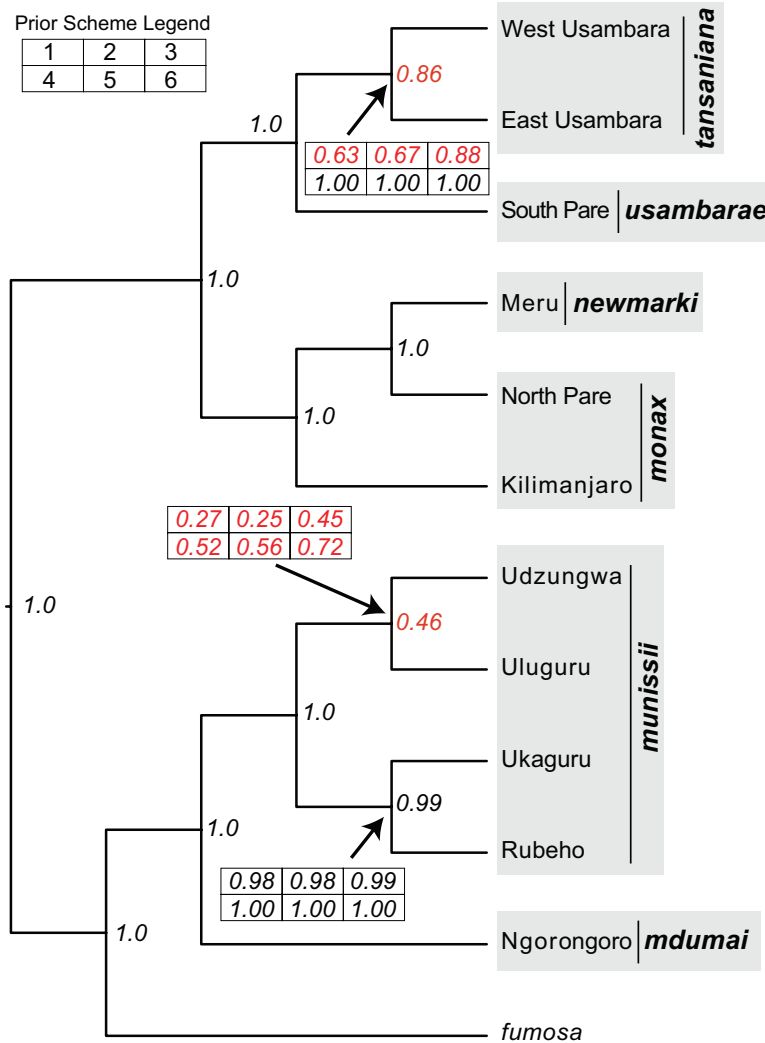 Prior Scheme Legend
1 2 3
4 5 6
West Usambara
0.86
East Usambara
tansaniana
1.0
0.63 0.67 0.88
1.00 1.00 1.00
South Pare
usambarae
1.0
Meru
newmarki
1.0
North Pare
1.0
Kilimanjaro
monax
0.27 0.25 0.45
0.52 0.56 0.72
Udzungwa
1.0
0.46
Uluguru
munissii
1.0
Ukaguru
0.99
1.0
Rubeho
0.98 0.98 0.99
1.00 1.00 1.00
1.0
Ngorongoro
mdumai
fumosa